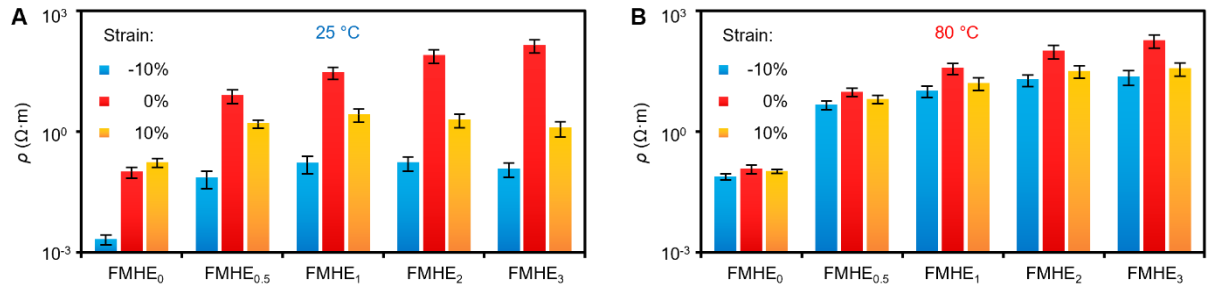 A
10³
10⁰
10⁻³
ρ (Ω·m)
Strain:
-10%
0%
10%
25 °C
FMHE₀
FMHE₀.₅
FMHE₁
FMHE₂
FMHE₃
B
10³
10⁰
10⁻³
ρ (Ω·m)
Strain:
-10%
0%
10%
80 °C
FMHE₀
FMHE₀.₅
FMHE₁
FMHE₂
FMHE₃